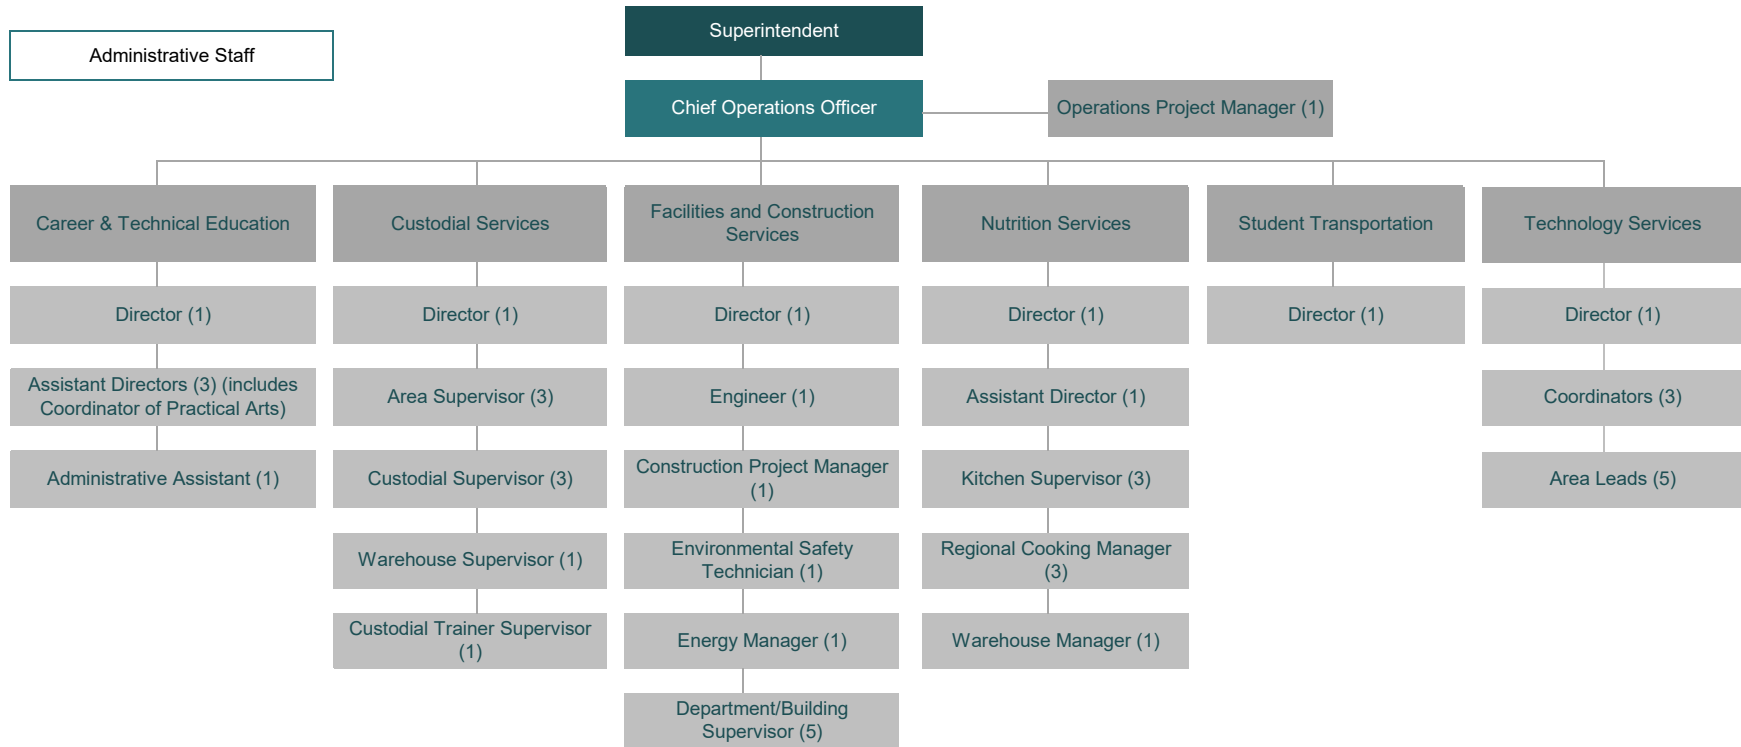 Administrative Staff
Superintendent
Chief Operations Officer
Operations Project Manager (1)
Career & Technical Education
Director (1)
Assistant Directors (3) (includes
Coordinator of Practical Arts)
Administrative Assistant (1)
Custodial Services
Director (1)
Area Supervisor (3)
Custodial Supervisor (3)
Warehouse Supervisor (1)
Custodial Trainer Supervisor
(1)
Facilities and Construction
Services
Director (1)
Engineer (1)
Construction Project Manager
(1)
Environmental Safety
Technician (1)
Energy Manager (1)
Department/Building
Supervisor (5)
Nutrition Services
Director (1)
Assistant Director (1)
Kitchen Supervisor (3)
Regional Cooking Manager
(3)
Warehouse Manager (1)
Student Transportation
Director (1)
Technology Services
Director (1)
Coordinators (3)
Area Leads (5)